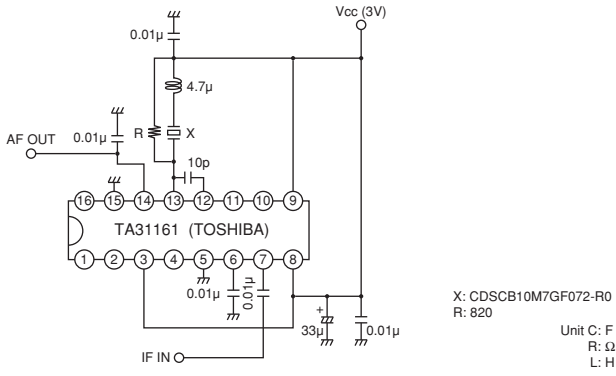 Vcc (3V)
0.01µ
4.7µ
0.01µ
R
X
AF OUT
10p
16 15 14 13 12 11 10 9
TA31161 (TOSHIBA)
1 2 3 4 5 6 7 8
0.01µ
0.01µ
+
33µ
0.01µ
IF IN
X: CDSCB10M7GF072-R0
R: 820
Unit C: F
R: Ω
L: H